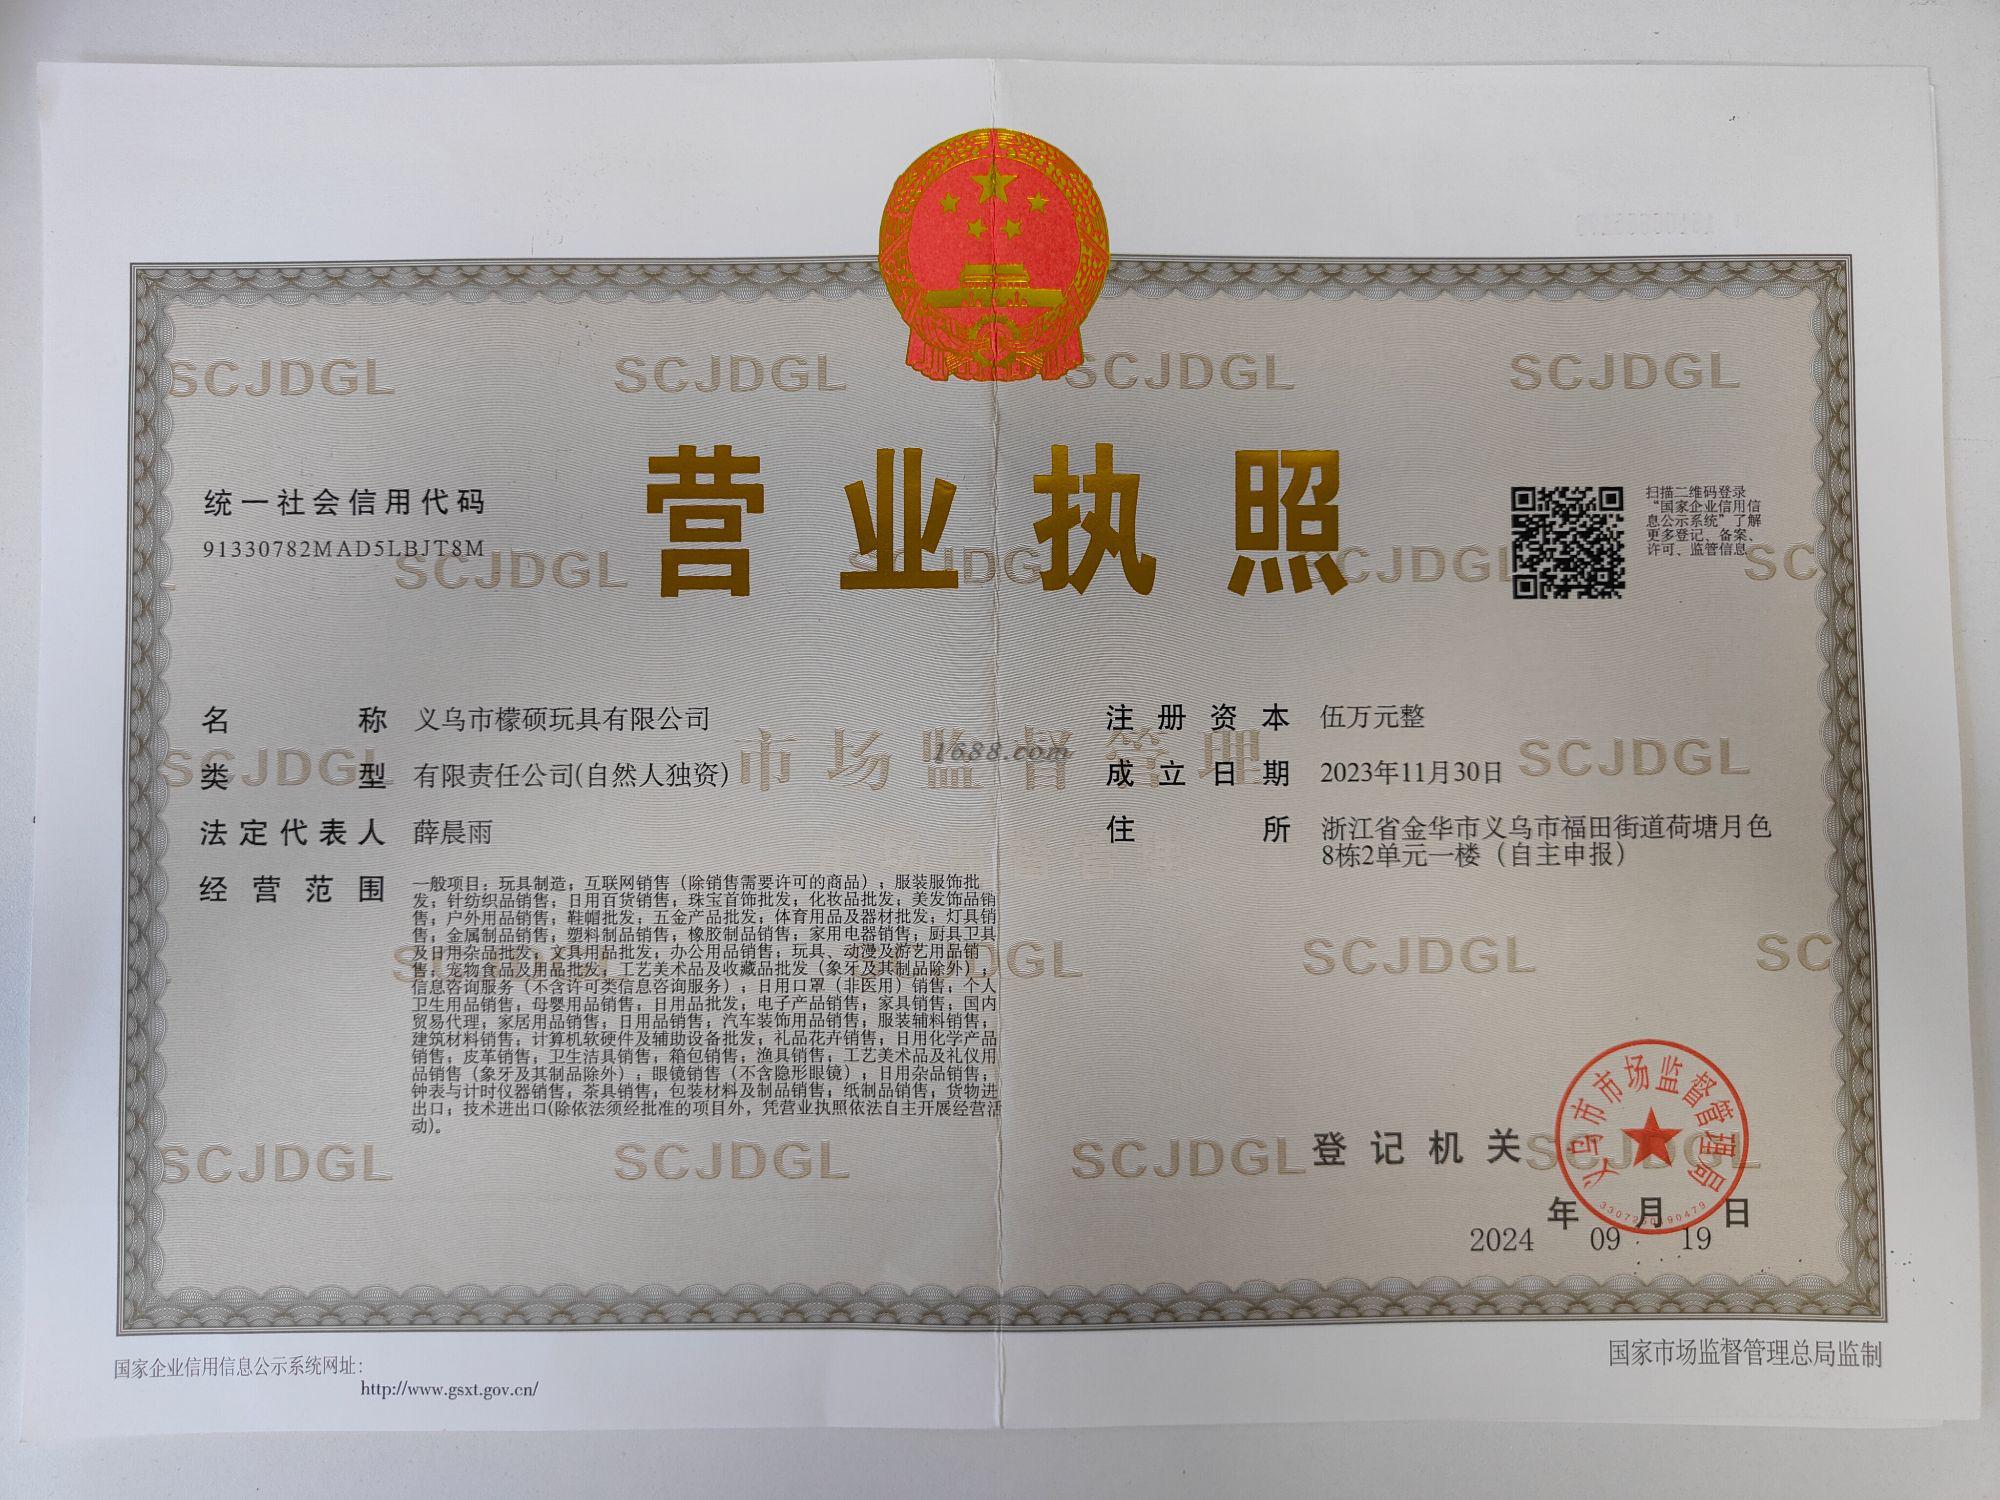 SCJDGL SCJDGL SCJDGL SCJDGL
营业执照
统一社会信用代码
91330782MAD5LBJT8M
扫描二维码登录
“国家企业信用信
息公示系统”了解
更多登记、备案、
许可、监管信息
SCJDGL SCJDGL SC
名称 义乌市檬硕玩具有限公司
类型 有限责任公司(自然人独资)
法定代表人 薛晨雨
经营范围 一般项目：玩具制造；互联网销售（除销售需要许可的商品）；服装服饰批
发；针纺织品销售；日用百货销售；珠宝首饰批发；化妆品批发；美发饰品销
售；户外用品销售；鞋帽批发；五金产品批发；体育用品及器材批发；灯具销
售；金属制品销售；塑料制品销售；橡胶制品销售；家用电器销售；厨具卫具
及日用杂品批发；文具用品批发；办公用品销售；玩具、动漫及游艺用品销
售；宠物食品及用品批发；工艺美术品及收藏品批发（象牙及其制品除外）；
信息咨询服务（不含许可类信息咨询服务）；日用口罩（非医用）销售；个人
卫生用品销售；母婴用品销售；日用品批发；电子产品销售；家具销售；国内
贸易代理；家居用品销售；日用品销售；汽车装饰用品销售；服装辅料销售；
建筑材料销售；计算机软硬件及辅助设备批发；礼品花卉销售；日用化学产品
销售；皮革销售；卫生洁具销售；箱包销售；渔具销售；工艺美术品及礼仪用
品销售（象牙及其制品除外）；眼镜销售（不含隐形眼镜）；日用杂品销售；
钟表与计时仪器销售；茶具销售；包装材料及制品销售；纸制品销售；货物进
出口；技术进出口(除依法须经批准的项目外，凭营业执照依法自主开展经营活
动)。
注册资本 伍万元整
成立日期 2023年11月30日
住所 浙江省金华市义乌市福田街道荷塘月色
8栋2单元一楼（自主申报）
市场监督管理
1688.com
SCJDGL SCJDGL
SCJDGL SC
SCJDGL SCJDGL SCJDGL SCJDGL
登记机关
义乌市市场监督管理局
年 月 日
2024 09 19
国家企业信用信息公示系统网址：
http://www.gsxt.gov.cn/
国家市场监督管理总局监制